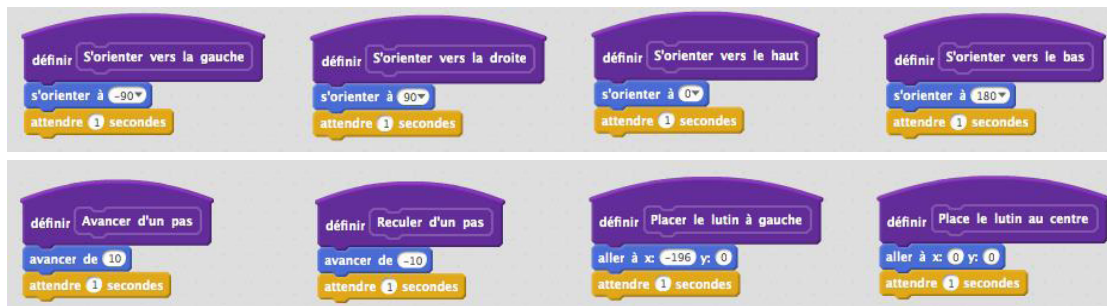 définir S'orienter vers la gauche
s'orienter à -90
attendre 1 secondes
définir S'orienter vers la droite
s'orienter à 90
attendre 1 secondes
définir S'orienter vers le haut
s'orienter à 0
attendre 1 secondes
définir S'orienter vers le bas
s'orienter à 180
attendre 1 secondes
définir Avancer d'un pas
avancer de 10
attendre 1 secondes
définir Reculer d'un pas
avancer de -10
attendre 1 secondes
définir Placer le lutin à gauche
aller à x: -196 y: 0
attendre 1 secondes
définir Place le lutin au centre
aller à x: 0 y: 0
attendre 1 secondes